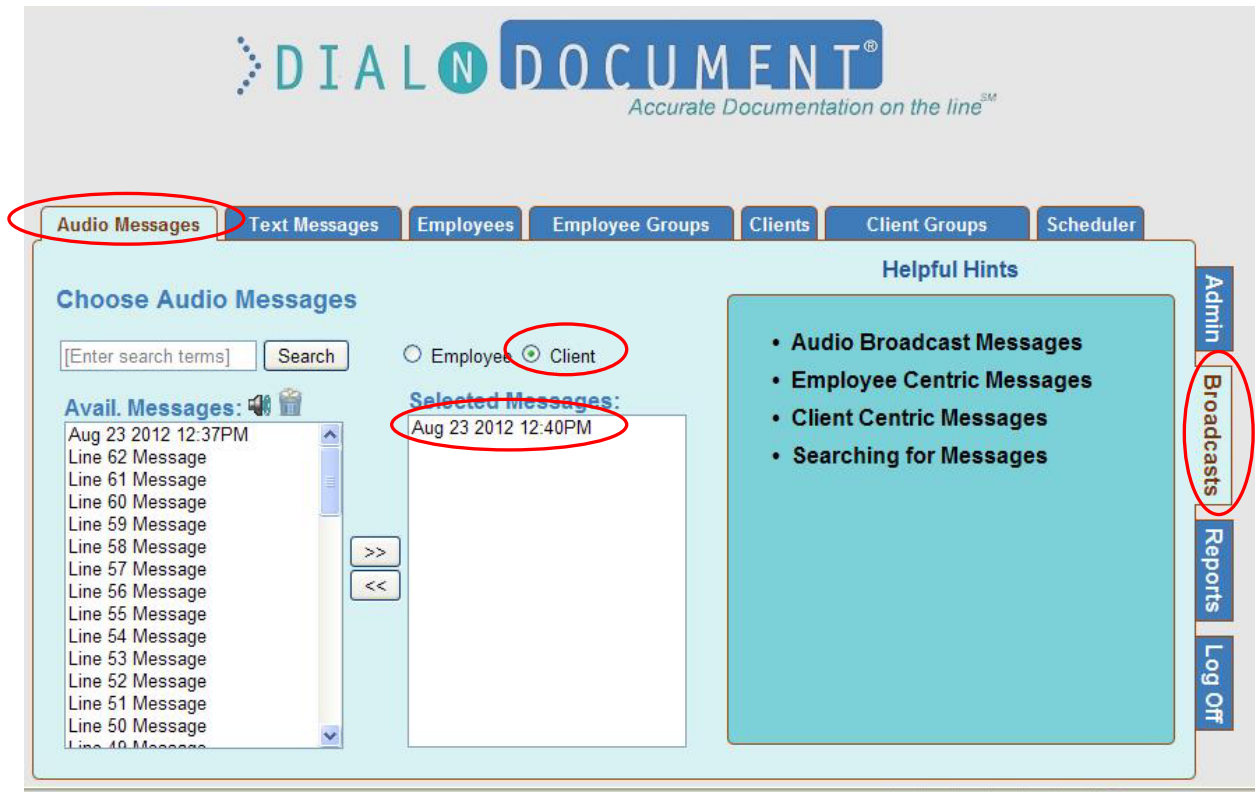 DIAL N DOCUMENT®
Accurate Documentation on the line℠
Audio Messages Text Messages Employees Employee Groups Clients Client Groups Scheduler
Helpful Hints
Choose Audio Messages
[Enter search terms] Search Employee Client
Avail. Messages: Selected Messages:
Aug 23 2012 12:37PM
Line 62 Message
Line 61 Message
Line 60 Message
Line 59 Message
Line 58 Message
Line 57 Message
Line 56 Message
Line 55 Message
Line 54 Message
Line 53 Message
Line 52 Message
Line 51 Message
Line 50 Message
Line 49 Message
>>
<<
Aug 23 2012 12:40PM
• Audio Broadcast Messages
• Employee Centric Messages
• Client Centric Messages
• Searching for Messages
Admin
Broadcasts
Reports
Log Off